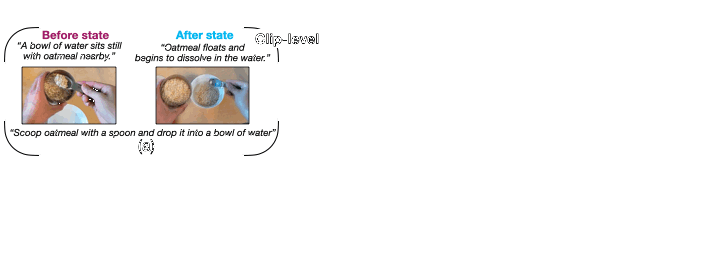 Before state
"A bowl of water sits still
with oatmeal nearby."
After state
"Oatmeal floats and
begins to dissolve in the water."
Clip-level
"Scoop oatmeal with a spoon and drop it into a bowl of water"
(a)